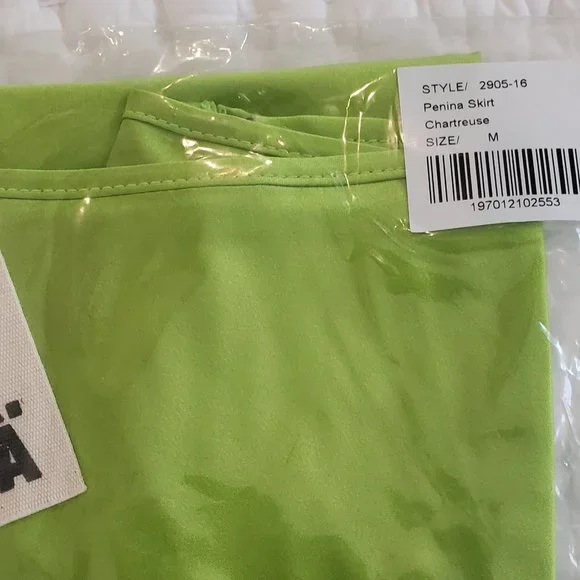 STYLE/ 2905-16
Penina Skirt
Chartreuse
SIZE/ M
197012102553